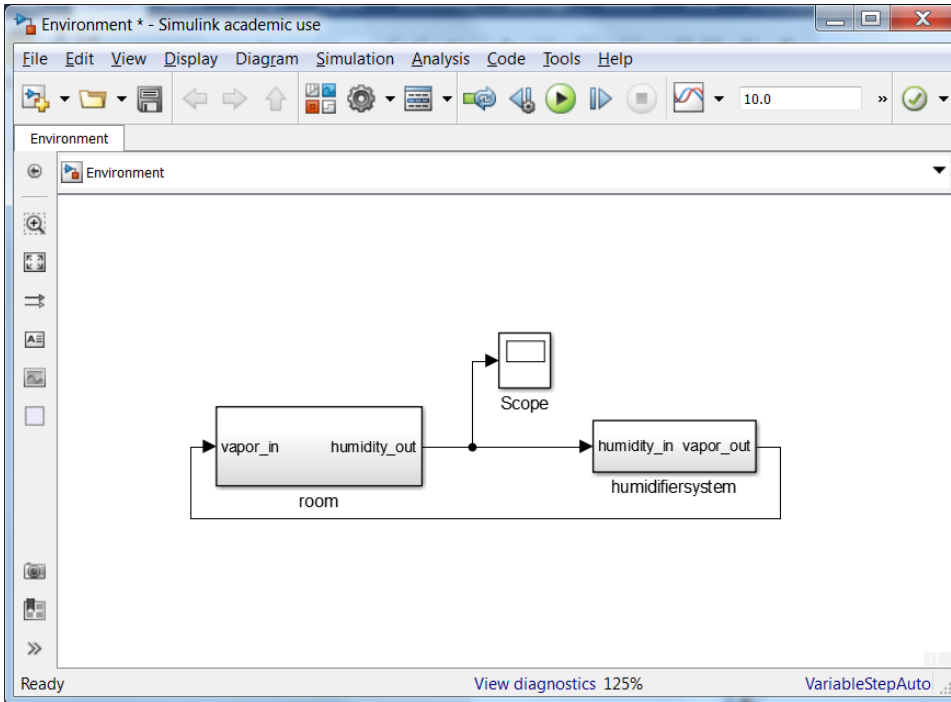 Environment * - Simulink academic use
File Edit View Display Diagram Simulation Analysis Code Tools Help
10.0 »
Environment
Environment
A
Scope
vapor_in humidity_out
humidity_in vapor_out
room
humidifiersystem
Ready View diagnostics 125% VariableStepAuto